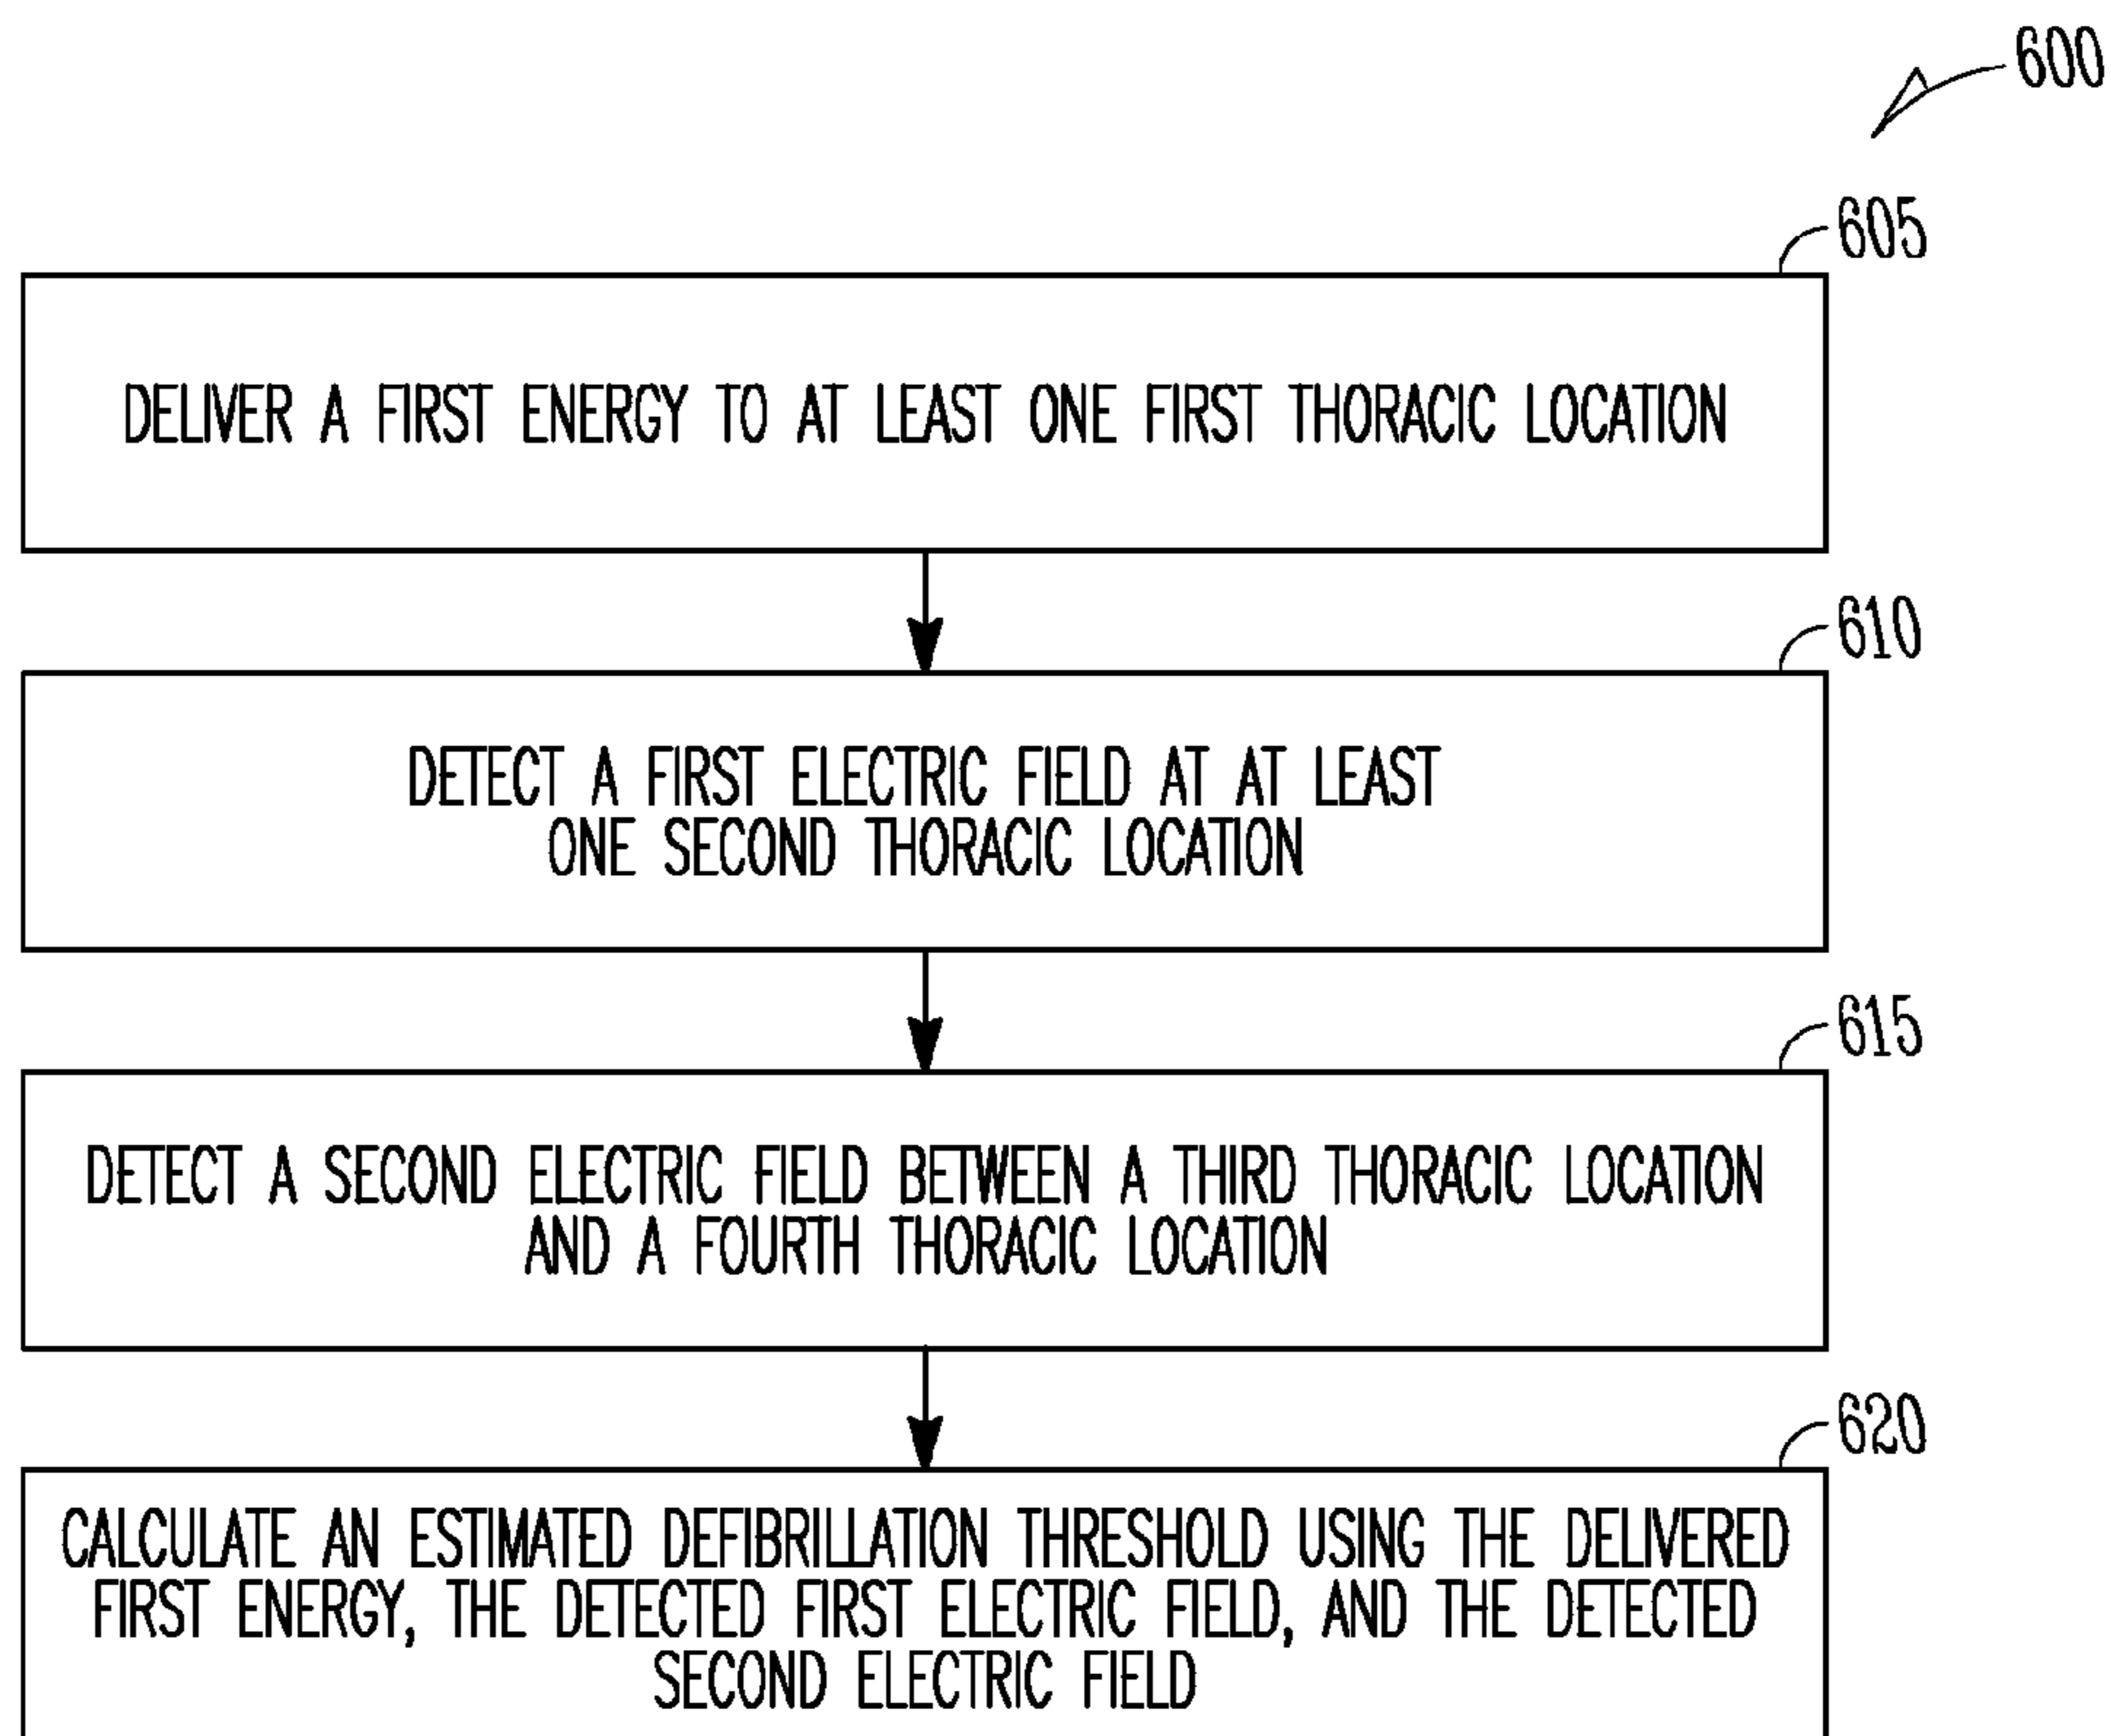 600
605
DELIVER A FIRST ENERGY TO AT LEAST ONE FIRST THORACIC LOCATION
610
DETECT A FIRST ELECTRIC FIELD AT AT LEAST
ONE SECOND THORACIC LOCATION
615
DETECT A SECOND ELECTRIC FIELD BETWEEN A THIRD THORACIC LOCATION
AND A FOURTH THORACIC LOCATION
620
CALCULATE AN ESTIMATED DEFIBRILLATION THRESHOLD USING THE DELIVERED
FIRST ENERGY, THE DETECTED FIRST ELECTRIC FIELD, AND THE DETECTED
SECOND ELECTRIC FIELD